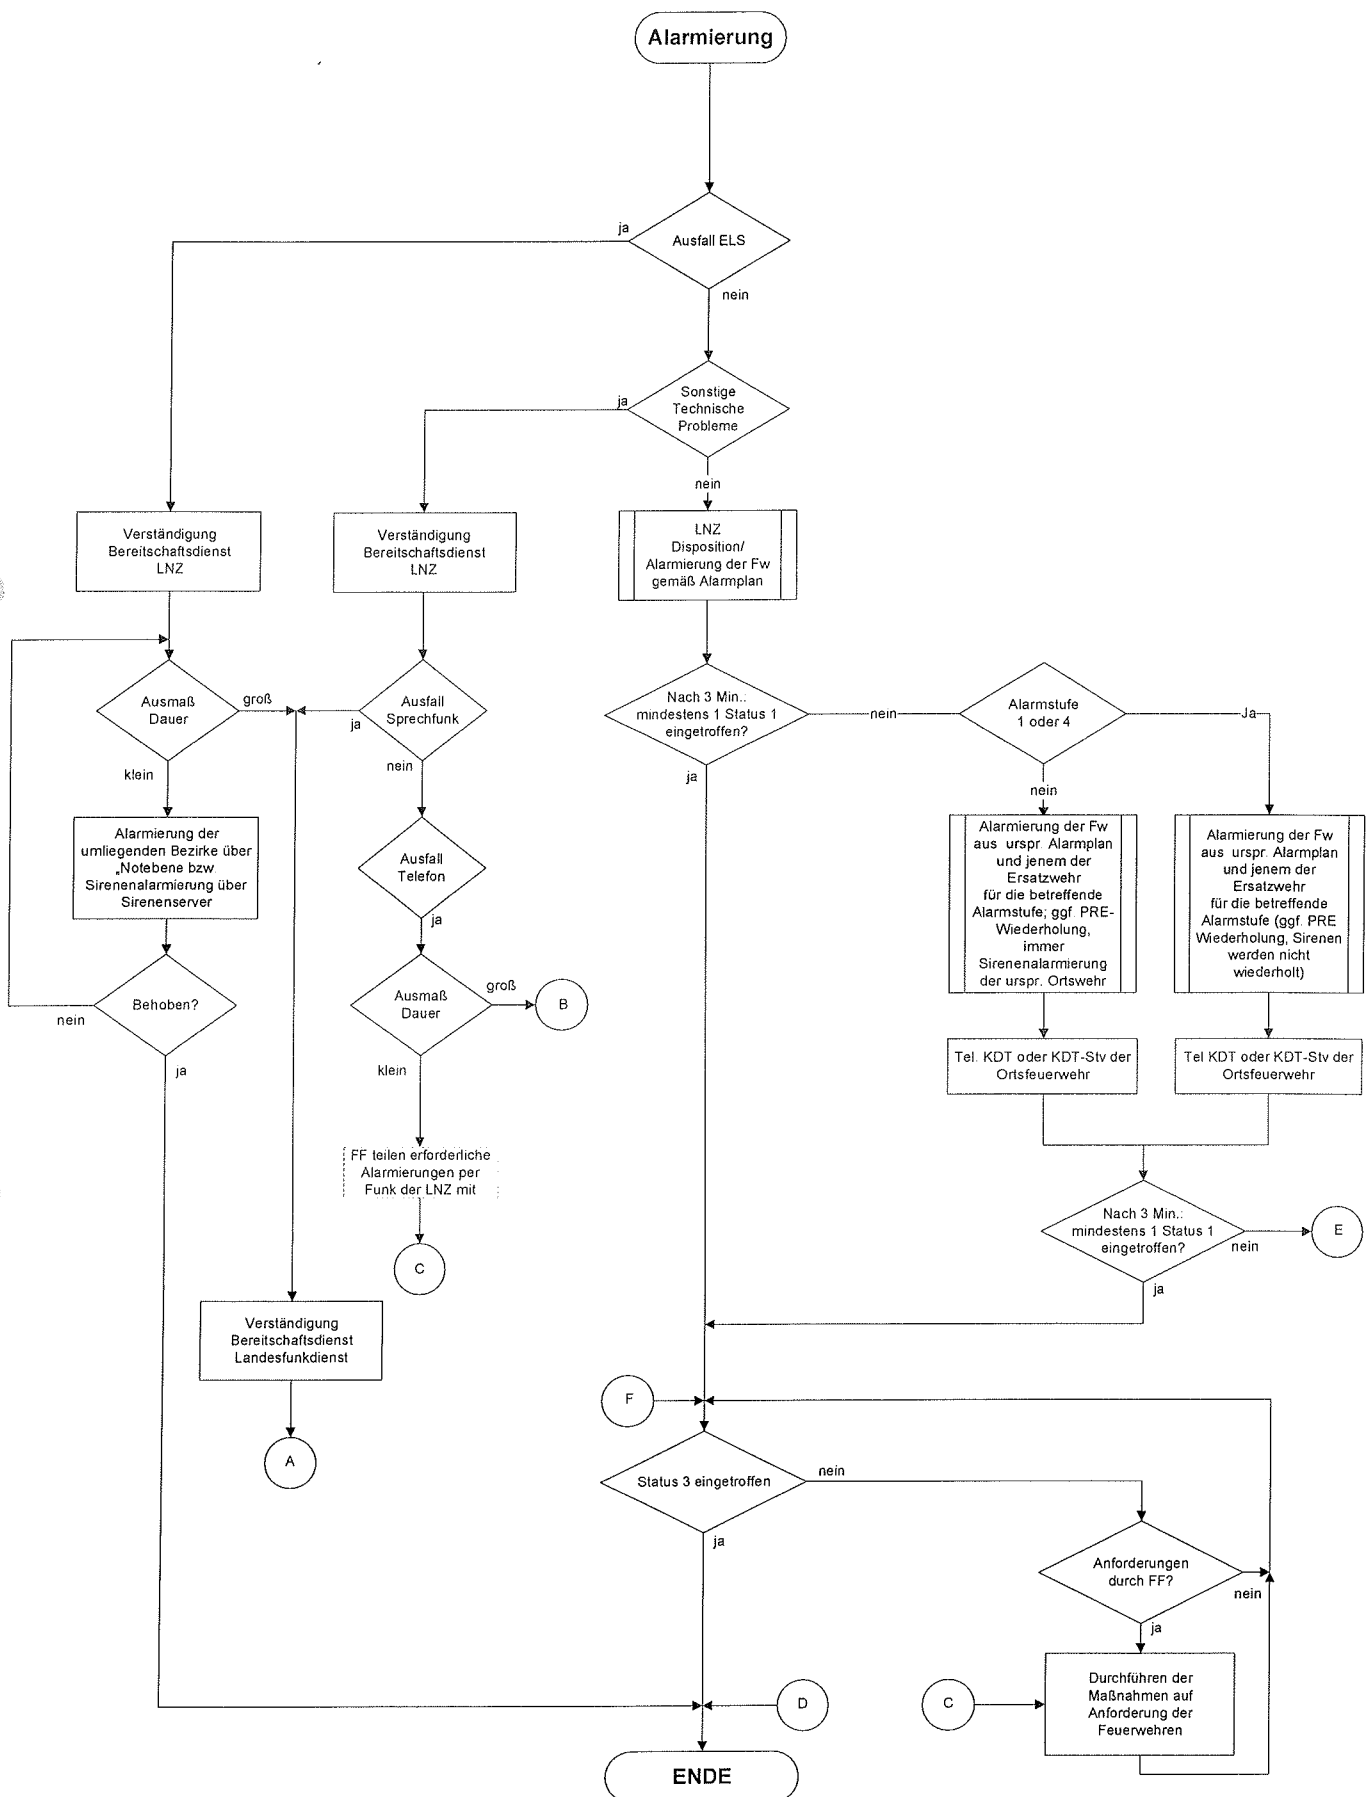 Alarmierung
ja
Ausfall ELS
nein
Sonstige
Technische
Probleme
ja
nein
Verständigung
Bereitschaftsdienst
LNZ
Verständigung
Bereitschaftsdienst
LNZ
LNZ
Disposition/
Alarmierung der Fw
gemäß Alarmplan
Ausmaß
Dauer
groß
klein
Ausfall
Sprechfunk
ja
nein
Nach 3 Min.:
mindestens 1 Status 1
eingetroffen?
nein
ja
Alarmstufe
1 oder 4
Ja
nein
Alarmierung der
umliegenden Bezirke über
„Notebene bzw.
Sirenenalarmierung über
Sirenenserver
Ausfall
Telefon
ja
Alarmierung der Fw
aus urspr. Alarmplan
und jenem der
Ersatzwehr
für die betreffende
Alarmstufe; ggf. PRE-
Wiederholung,
immer
Sirenenalarmierung
der urspr. Ortswehr
Alarmierung der Fw
aus urspr. Alarmplan
und jenem der
Ersatzwehr
für die betreffende
Alarmstufe (ggf. PRE
Wiederholung, Sirenen
werden nicht
wiederholt)
Behoben?
nein
ja
Ausmaß
Dauer
groß
B
klein
Tel. KDT oder KDT-Stv der
Ortsfeuerwehr
Tel KDT oder KDT-Stv der
Ortsfeuerwehr
FF teilen erforderliche
Alarmierungen per
Funk der LNZ mit
C
Nach 3 Min.:
mindestens 1 Status 1
eingetroffen?
nein
E
ja
Verständigung
Bereitschaftsdienst
Landesfunkdienst
A
F
Status 3 eingetroffen
nein
ja
Anforderungen
durch FF?
nein
ja
D
C
Durchführen der
Maßnahmen auf
Anforderung der
Feuerwehren
ENDE